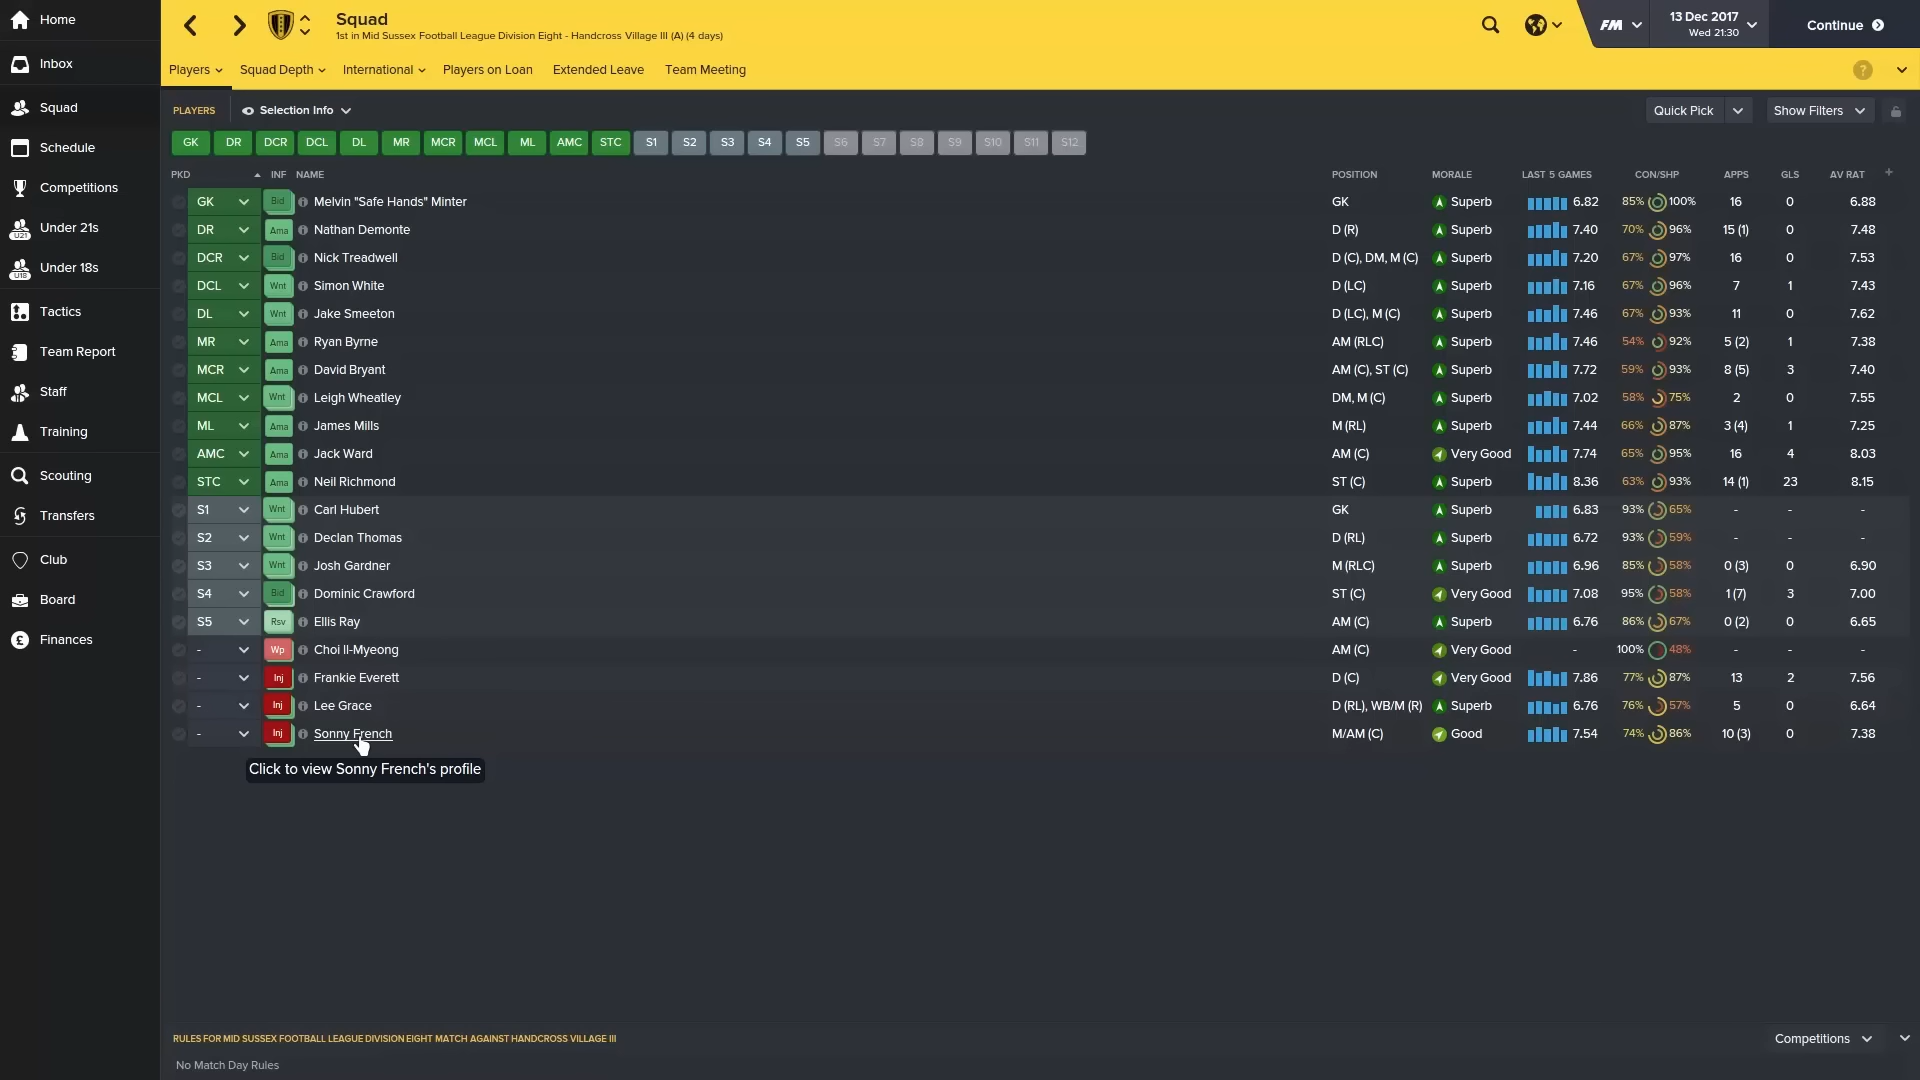 Home
Inbox
Squad
Schedule
Competitions
Under 21s
Under 18s
Tactics
Team Report
Staff
Training
Scouting
Transfers
Club
Board
Finances
Squad
1st in Mid Sussex Football League Division Eight - Handcross Village III (A) (4 days)
FM
13 Dec 2017
Wed 21:30
Continue
Players Squad Depth International Players on Loan Extended Leave Team Meeting ?
PLAYERS Selection Info Quick Pick Show Filters
GK DR DCR DCL DL MR MCR MCL ML AMC STC S1 S2 S3 S4 S5 S6 S7 S8 S9 S10 S11 S12
PKD INF NAME POSITION MORALE LAST 5 GAMES CON/SHP APPS GLS AV RAT +
GK Bid Melvin "Safe Hands" Minter GK Superb 6.82 85% 100% 16 0 6.88
DR Ama Nathan Demonte D (R) Superb 7.40 70% 96% 15 (1) 0 7.48
DCR Bid Nick Treadwell D (C), DM, M (C) Superb 7.20 67% 97% 16 0 7.53
DCL Wnt Simon White D (LC) Superb 7.16 67% 96% 7 1 7.43
DL Wnt Jake Smeeton D (LC), M (C) Superb 7.46 67% 93% 11 0 7.62
MR Ama Ryan Byrne AM (RLC) Superb 7.46 54% 92% 5 (2) 1 7.38
MCR Ama David Bryant AM (C), ST (C) Superb 7.72 59% 93% 8 (5) 3 7.40
MCL Wnt Leigh Wheatley DM, M (C) Superb 7.02 58% 75% 2 0 7.55
ML Ama James Mills M (RL) Superb 7.44 66% 87% 3 (4) 1 7.25
AMC Ama Jack Ward AM (C) Very Good 7.74 65% 95% 16 4 8.03
STC Ama Neil Richmond ST (C) Superb 8.36 63% 93% 14 (1) 23 8.15
S1 Wnt Carl Hubert GK Superb 6.83 93% 65% - - -
S2 Wnt Declan Thomas D (RL) Superb 6.72 93% 59% - - -
S3 Wnt Josh Gardner M (RLC) Superb 6.96 85% 58% 0 (3) 0 6.90
S4 Bid Dominic Crawford ST (C) Very Good 7.08 95% 58% 1 (7) 3 7.00
S5 Rsv Ellis Ray AM (C) Superb 6.76 86% 67% 0 (2) 0 6.65
- Wp Choi Il-Myeong AM (C) Very Good - 100% 48% - - -
- Inj Frankie Everett D (C) Very Good 7.86 77% 87% 13 2 7.56
- Inj Lee Grace D (RL), WB/M (R) Superb 6.76 76% 57% 5 0 6.64
- Inj Sonny French M/AM (C) Good 7.54 74% 86% 10 (3) 0 7.38
Click to view Sonny French's profile
RULES FOR MID SUSSEX FOOTBALL LEAGUE DIVISION EIGHT MATCH AGAINST HANDCROSS VILLAGE III Competitions
No Match Day Rules